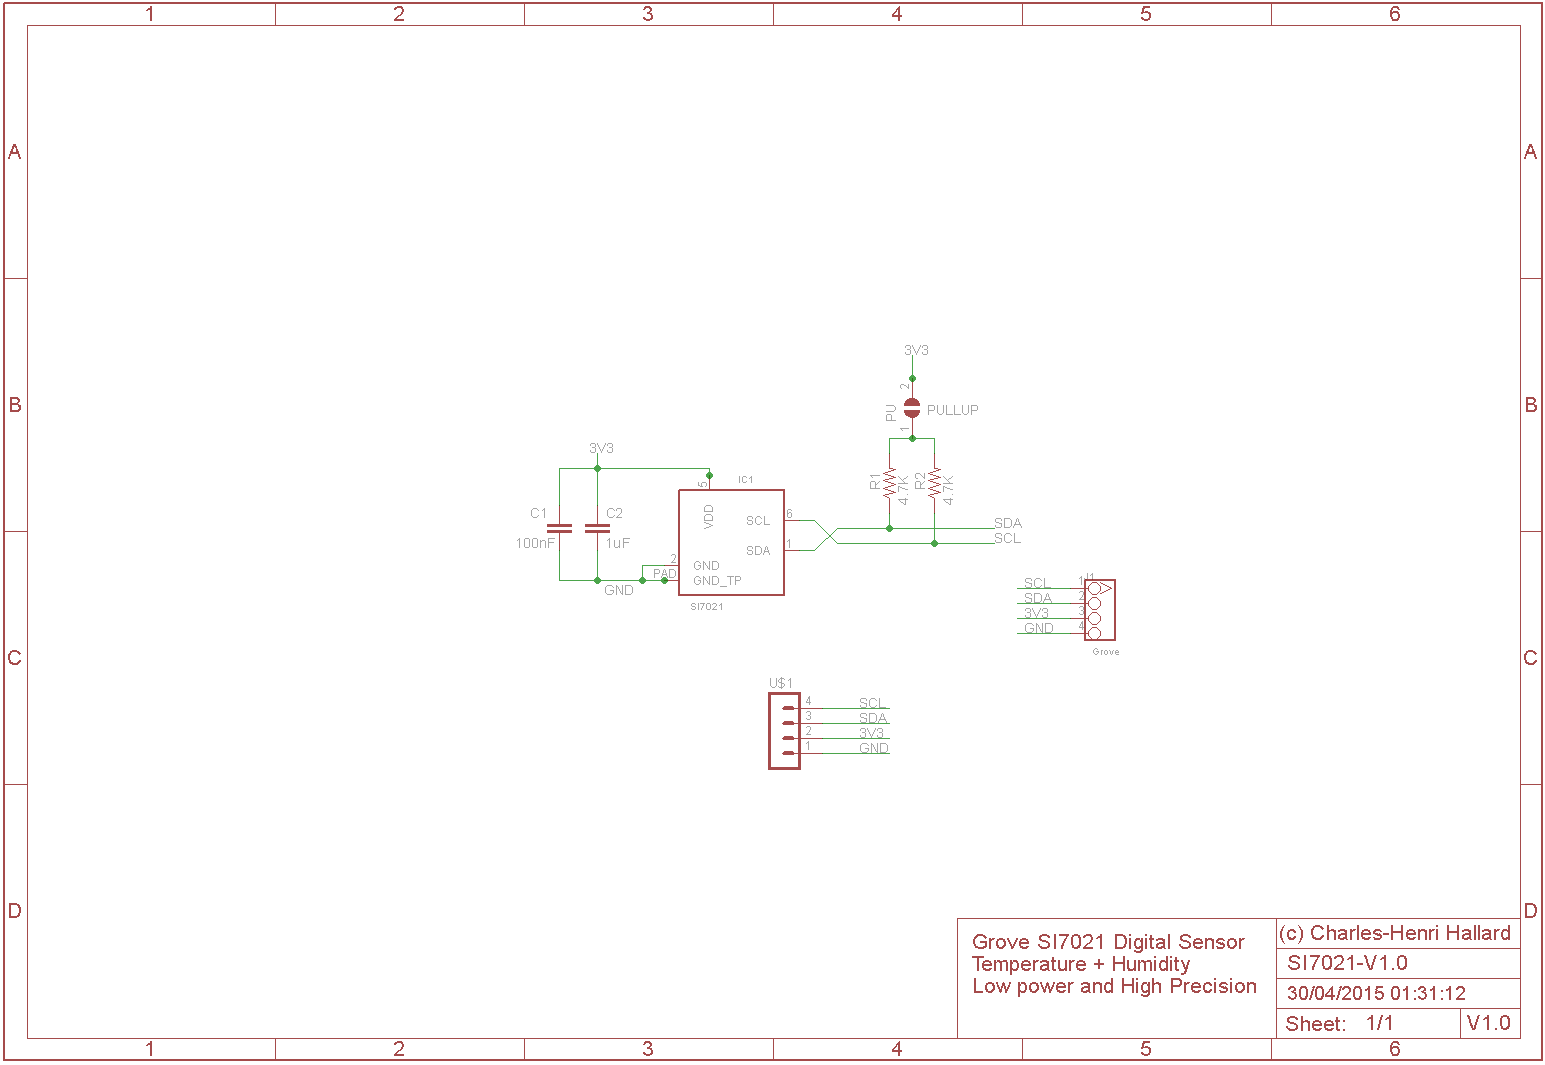 1 2 3 4 5 6
A A
B B
C C
D D
3V3
2
PU PULLUP
1
R1 4.7K R2 4.7K
3V3
5 IC1
C1 C2
100nF 1uF
VDD SCL 6
SDA 1
2 GND
PAD GND_TP
GND
SI7021
SDA
SCL
J1
SCL 1
SDA 2
3V3 3
GND 4
Grove
U$1
4 SCL
3 SDA
2 3V3
1 GND
Grove SI7021 Digital Sensor
Temperature + Humidity
Low power and High Precision
(c) Charles-Henri Hallard
SI7021-V1.0
30/04/2015 01:31:12
Sheet: 1/1 V1.0
1 2 3 4 5 6